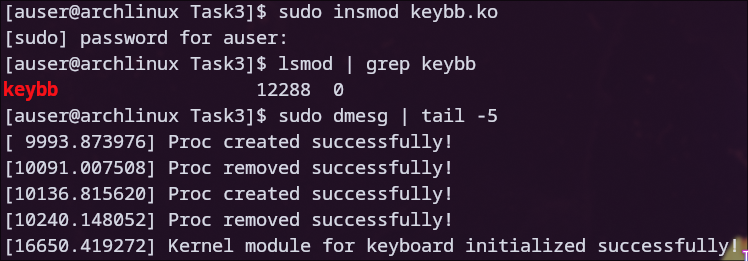 [auser@archlinux Task3]$ sudo insmod keybb.ko
[sudo] password for auser:
[auser@archlinux Task3]$ lsmod | grep keybb
keybb                  12288  0
[auser@archlinux Task3]$ sudo dmesg | tail -5
[ 9993.873976] Proc created successfully!
[10091.007508] Proc removed successfully!
[10136.815620] Proc created successfully!
[10240.148052] Proc removed successfully!
[16650.419272] Kernel module for keyboard initialized successfully!